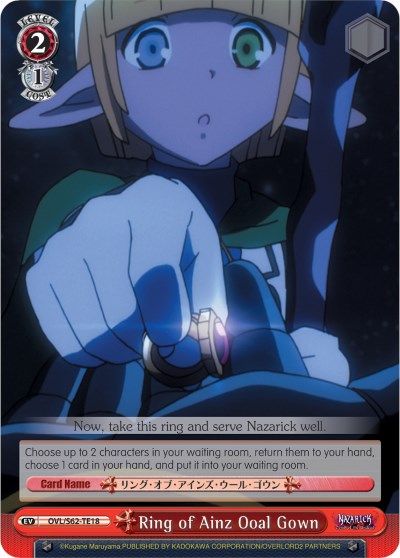 LEVEL
2
1
COST
Now, take this ring and serve Nazarick well.
Choose up to 2 characters in your waiting room, return them to your hand,
choose 1 card in your hand, and put it into your waiting room.
Card Name リング・オブ・アインズ・ウール・ゴウン
EV OVL/S62-TE18 Ring of Ainz Ooal Gown
NAZARICK
©Kugane Maruyama,PUBLISHED BY KADOKAWA CORPORATION/OVERLORD2 PARTNERS